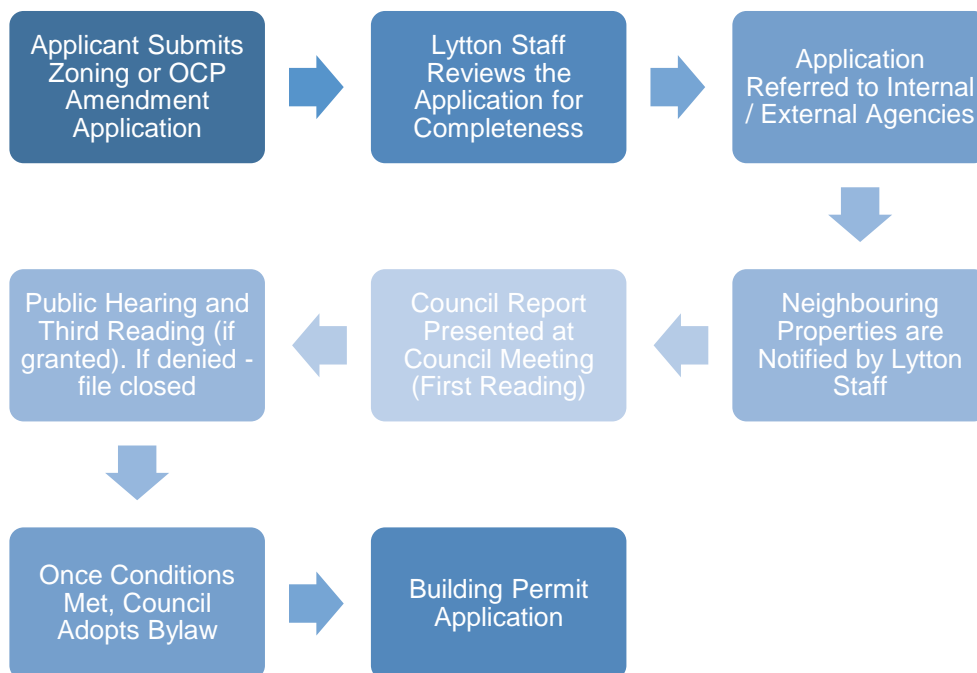 Applicant Submits
Zoning or OCP
Amendment
Application
Lytton Staff
Reviews the
Application for
Completeness
Application
Referred to Internal
/ External Agencies
Neighbouring
Properties are
Notified by Lytton
Staff
Council Report
Presented at
Council Meeting
(First Reading)
Public Hearing and
Third Reading (if
granted). If denied -
file closed
Once Conditions
Met, Council
Adopts Bylaw
Building Permit
Application